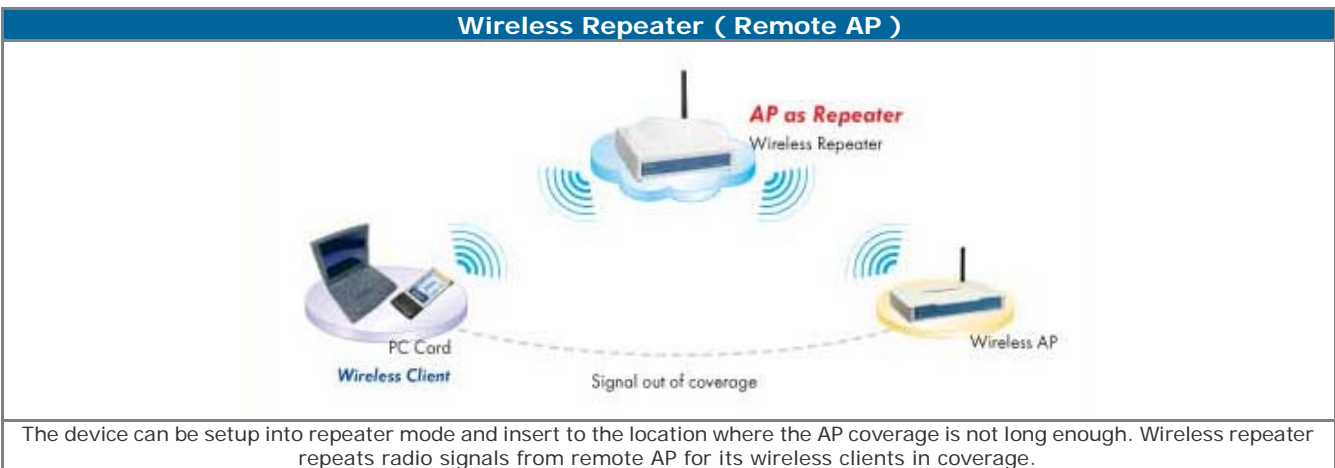 Wireless Repeater ( Remote AP )
AP as Repeater
Wireless Repeater
PC Card
Wireless Client
Wireless AP
Signal out of coverage
The device can be setup into repeater mode and insert to the location where the AP coverage is not long enough. Wireless repeater
repeats radio signals from remote AP for its wireless clients in coverage.